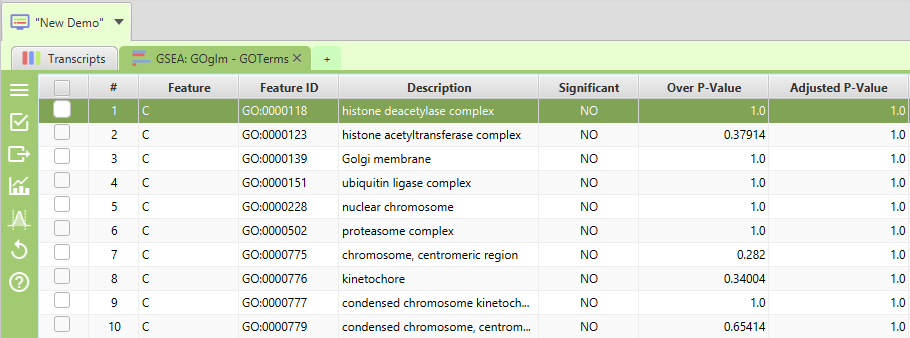 "New Demo"
Transcripts GSEA: GOglm - GOTerms +
# Feature Feature ID Description Significant Over P-Value Adjusted P-Value
1 C GO:0000118 histone deacetylase complex NO 1.0 1.0
2 C GO:0000123 histone acetyltransferase complex NO 0.37914 1.0
3 C GO:0000139 Golgi membrane NO 1.0 1.0
4 C GO:0000151 ubiquitin ligase complex NO 1.0 1.0
5 C GO:0000228 nuclear chromosome NO 1.0 1.0
6 C GO:0000502 proteasome complex NO 1.0 1.0
7 C GO:0000775 chromosome, centromeric region NO 0.282 1.0
8 C GO:0000776 kinetochore NO 0.34004 1.0
9 C GO:0000777 condensed chromosome kinetoch... NO 1.0 1.0
10 C GO:0000779 condensed chromosome, centrom... NO 0.65414 1.0